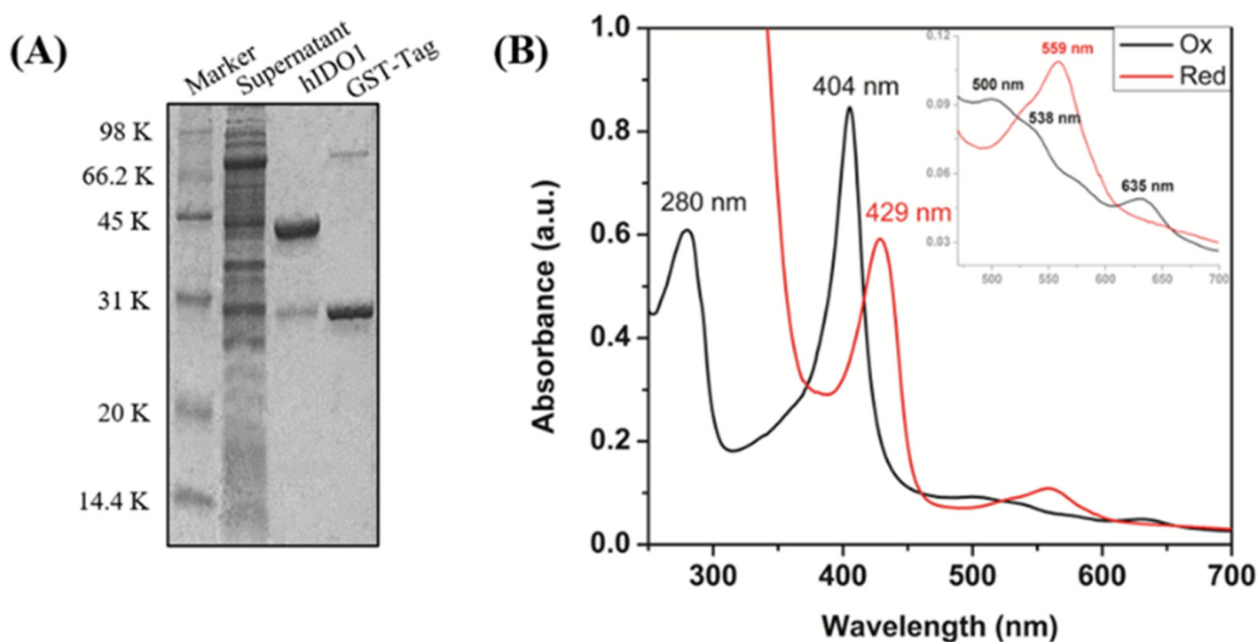 (A)
Marker
Supernatant
hIDO1
GST-Tag
98 K
66.2 K
45 K
31 K
20 K
14.4 K
(B)
Absorbance (a.u.)
1.0
0.8
0.6
0.4
0.2
0.0
300
400
500
600
700
Wavelength (nm)
280 nm
404 nm
429 nm
Ox
Red
0.12
0.09
0.06
0.03
500
550
600
650
700
500 nm
538 nm
559 nm
635 nm